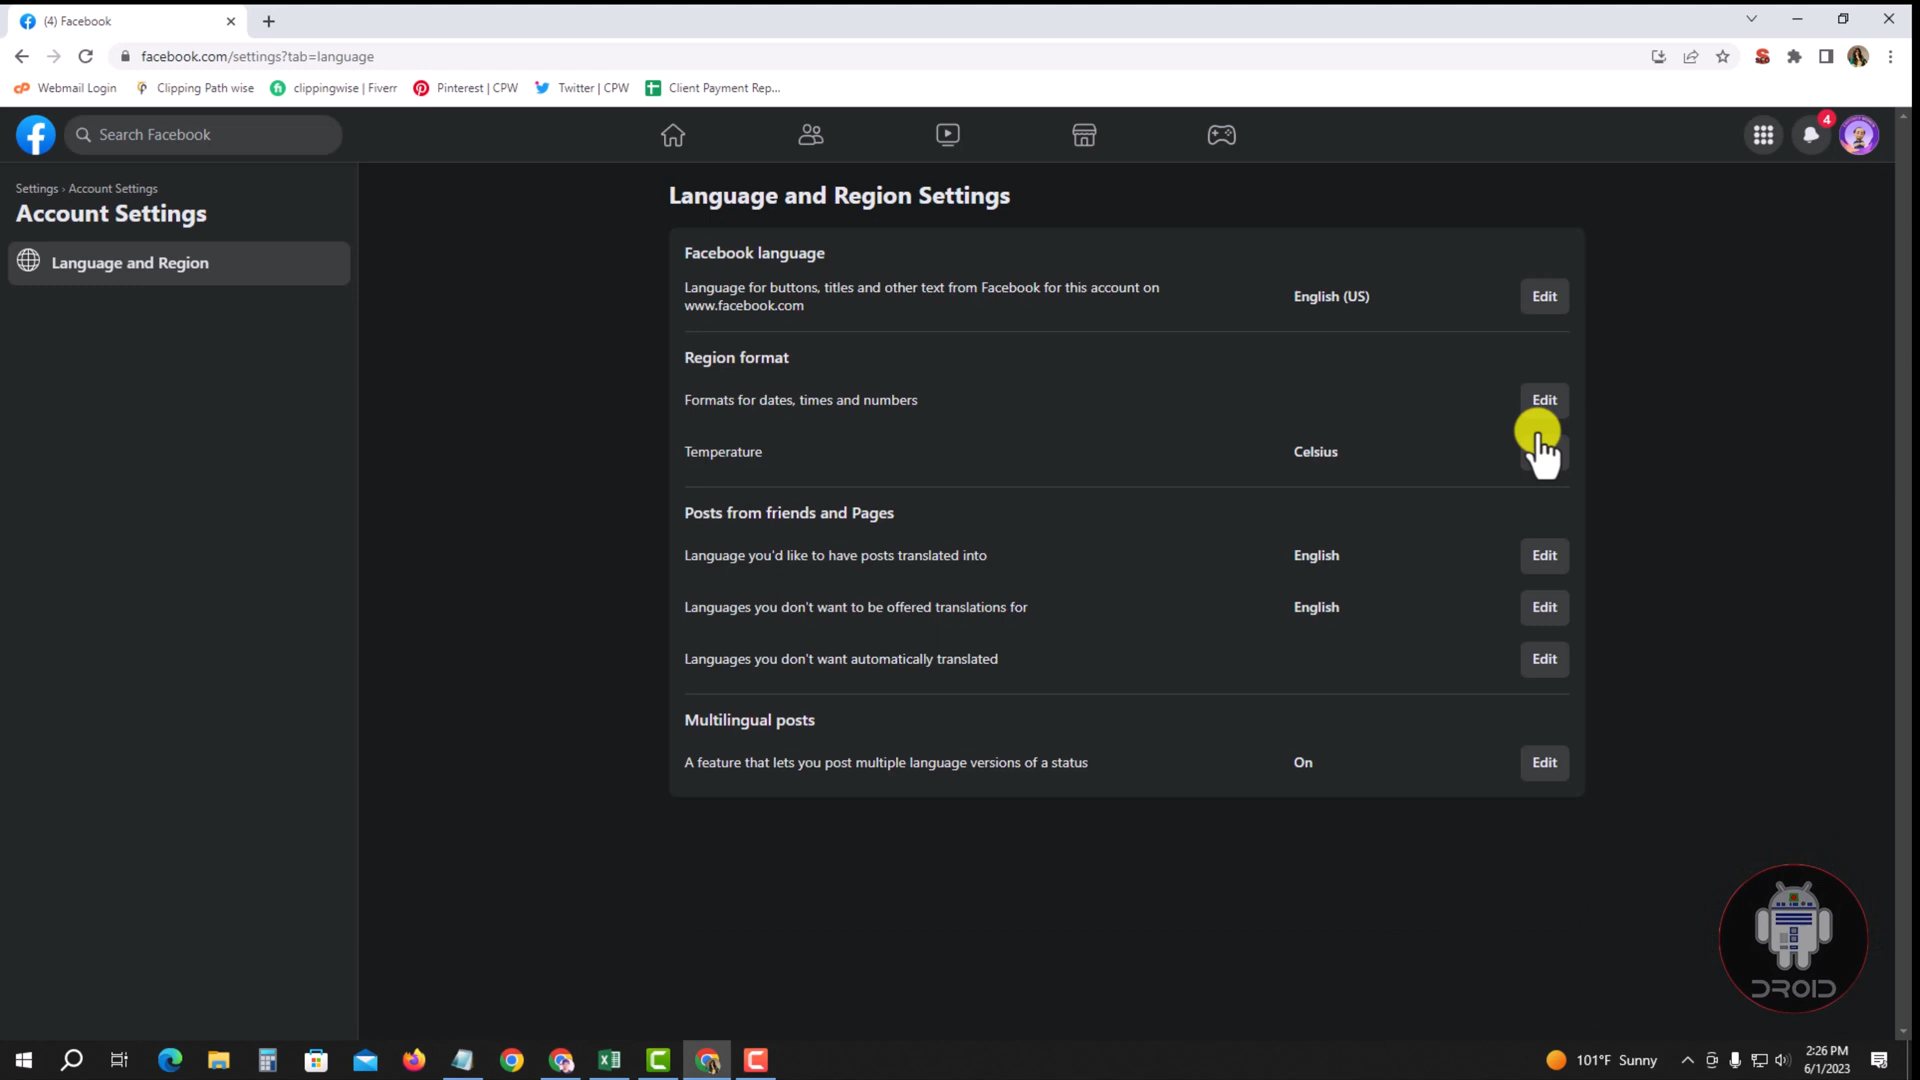 (4) Facebook
facebook.com/settings?tab=language
Webmail Login
Clipping Path wise
clippingwise | Fiverr
Pinterest | CPW
Twitter | CPW
Client Payment Rep...
Search Facebook
4
Settings › Account Settings
Account Settings
Language and Region
Language and Region Settings
Facebook language
Language for buttons, titles and other text from Facebook for this account on
www.facebook.com
English (US)
Edit
Region format
Formats for dates, times and numbers
Edit
Temperature
Celsius
Posts from friends and Pages
Language you'd like to have posts translated into
English
Edit
Languages you don't want to be offered translations for
English
Edit
Languages you don't want automatically translated
Edit
Multilingual posts
A feature that lets you post multiple language versions of a status
On
Edit
DROID
101°F Sunny
2:26 PM
6/1/2023